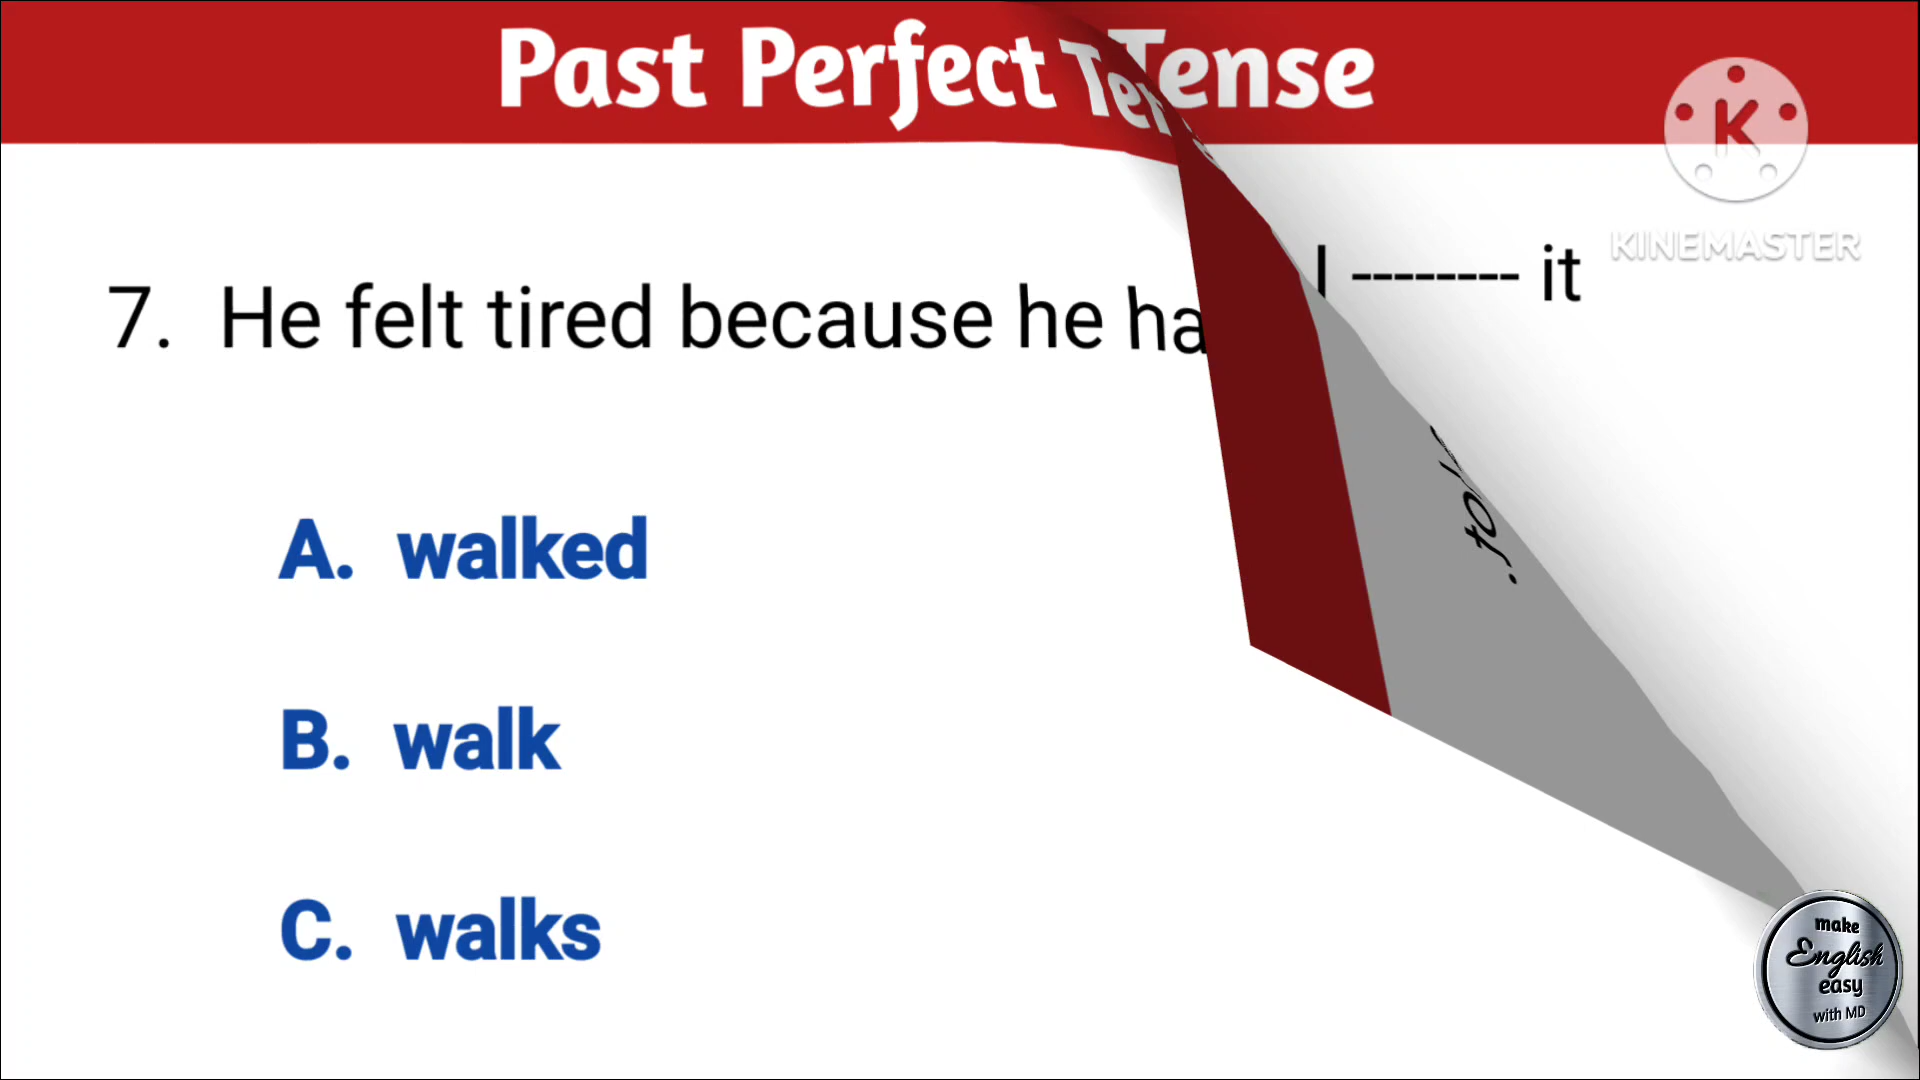 Past Perfect Tense
7. He felt tired because he
I -------- it
A. walked
B. walk
C. walks
KINEMASTER
make
English
easy
with MD